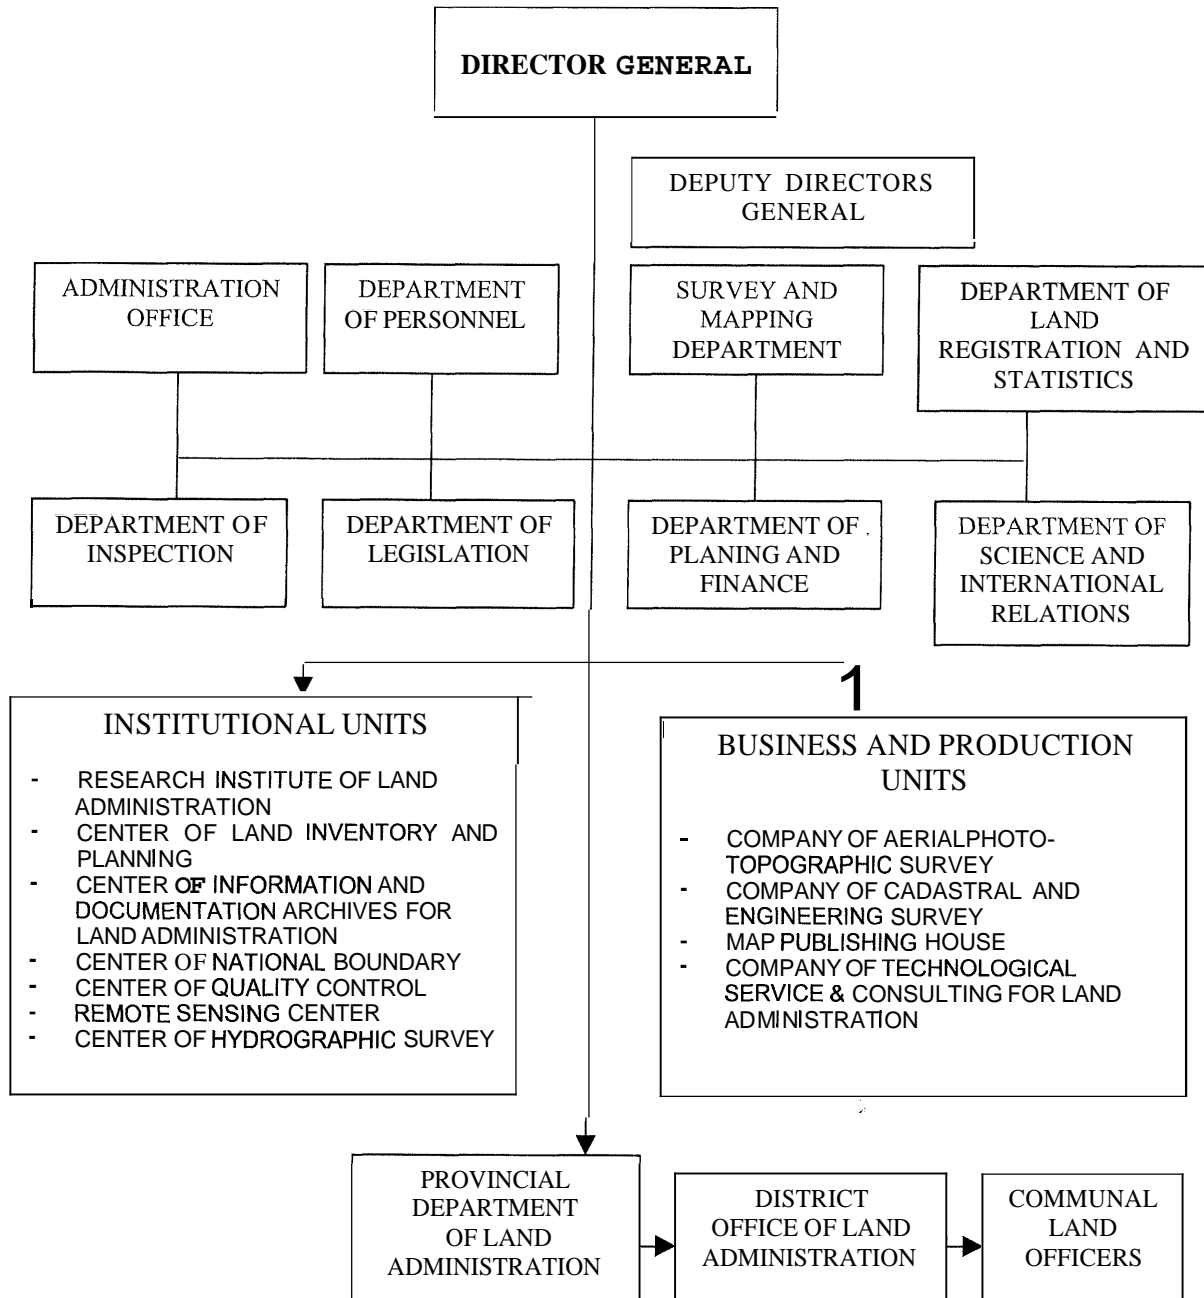 DIRECTOR GENERAL
DEPUTY DIRECTORS
GENERAL
ADMINISTRATION
OFFICE
DEPARTMENT
OF PERSONNEL
SURVEY AND
MAPPING
DEPARTMENT
DEPARTMENT OF
LAND
REGISTRATION AND
STATISTICS
DEPARTMENT OF
INSPECTION
DEPARTMENT OF
LEGISLATION
DEPARTMENT OF
PLANING AND
FINANCE
DEPARTMENT OF
SCIENCE AND
INTERNATIONAL
RELATIONS
1
INSTITUTIONAL UNITS
- RESEARCH INSTITUTE OF LAND
ADMINISTRATION
- CENTER OF LAND INVENTORY AND
PLANNING
- CENTER OF INFORMATION AND
DOCUMENTATION ARCHIVES FOR
LAND ADMINISTRATION
- CENTER OF NATIONAL BOUNDARY
- CENTER OF QUALITY CONTROL
- REMOTE SENSING CENTER
- CENTER OF HYDROGRAPHIC SURVEY
BUSINESS AND PRODUCTION
UNITS
- COMPANY OF AERIALPHOTO-
TOPOGRAPHIC SURVEY
- COMPANY OF CADASTRAL AND
ENGINEERING SURVEY
- MAP PUBLISHING HOUSE
- COMPANY OF TECHNOLOGICAL
SERVICE & CONSULTING FOR LAND
ADMINISTRATION
PROVINCIAL
DEPARTMENT
OF LAND
ADMINISTRATION
DISTRICT
OFFICE OF LAND
ADMINISTRATION
COMMUNAL
LAND
OFFICERS